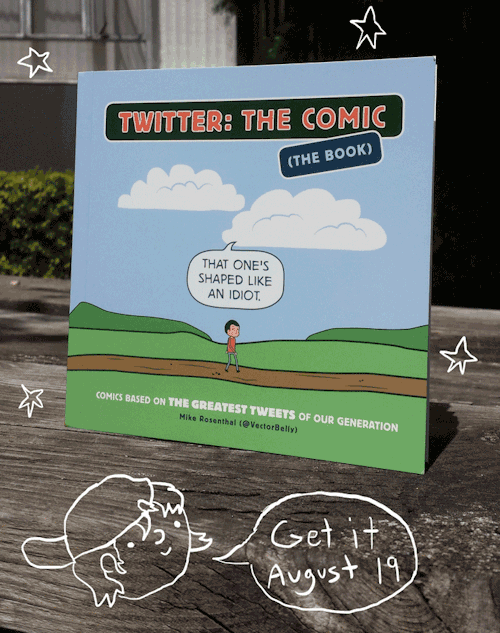 TWITTER: THE COMIC
(THE BOOK)
THAT ONE'S
SHAPED LIKE
AN IDIOT.
COMICS BASED ON THE GREATEST TWEETS OF OUR GENERATION
Mike Rosenthal (@VectorBelly)
Get it
August 19